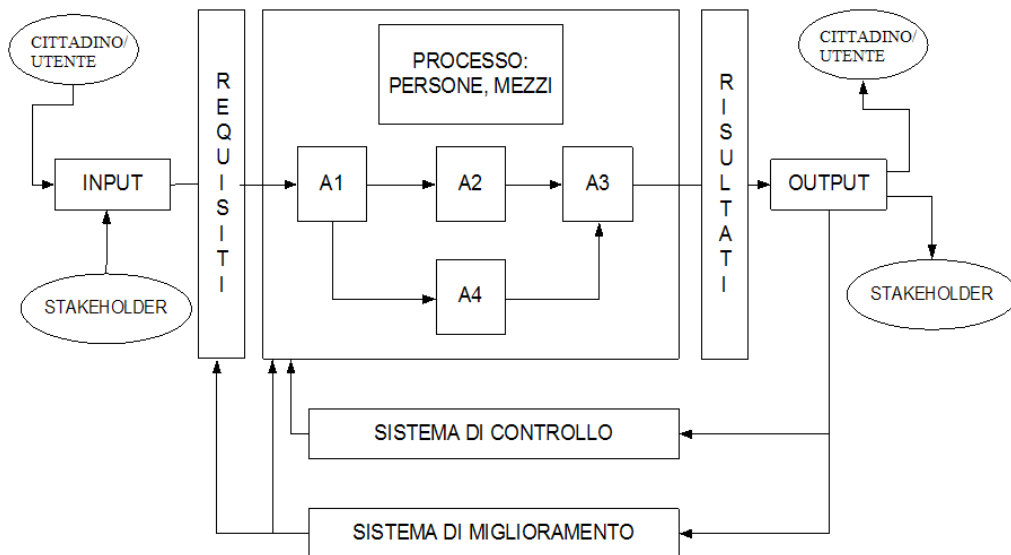 CITTADINO/
UTENTE
INPUT
STAKEHOLDER
REQUISITI
PROCESSO:
PERSONE, MEZZI
A1
A2
A3
A4
RISULTATI
CITTADINO/
UTENTE
OUTPUT
STAKEHOLDER
SISTEMA DI CONTROLLO
SISTEMA DI MIGLIORAMENTO